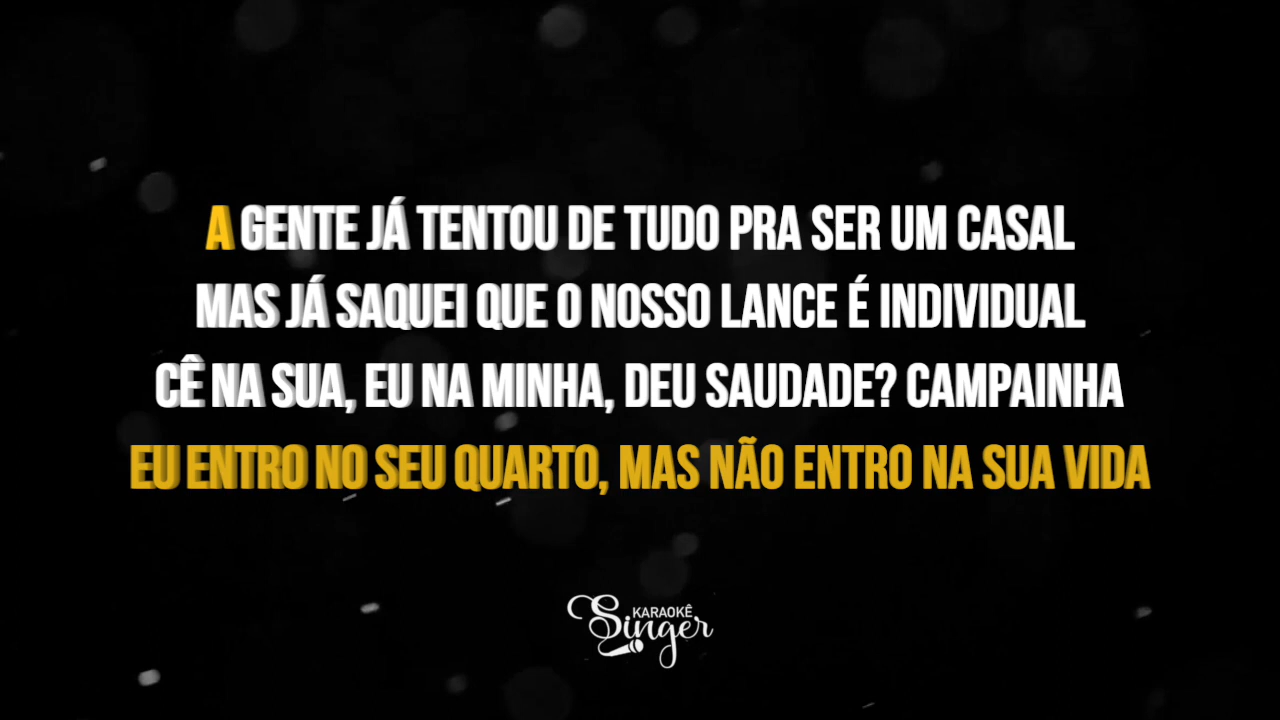 A GENTE JÁ TENTOU DE TUDO PRA SER UM CASAL
MAS JÁ SAQUEI QUE O NOSSO LANCE É INDIVIDUAL
CÊ NA SUA, EU NA MINHA, DEU SAUDADE? CAMPAINHA
EU ENTRO NO SEU QUARTO, MAS NÃO ENTRO NA SUA VIDA
KARAOKÊ
Singer